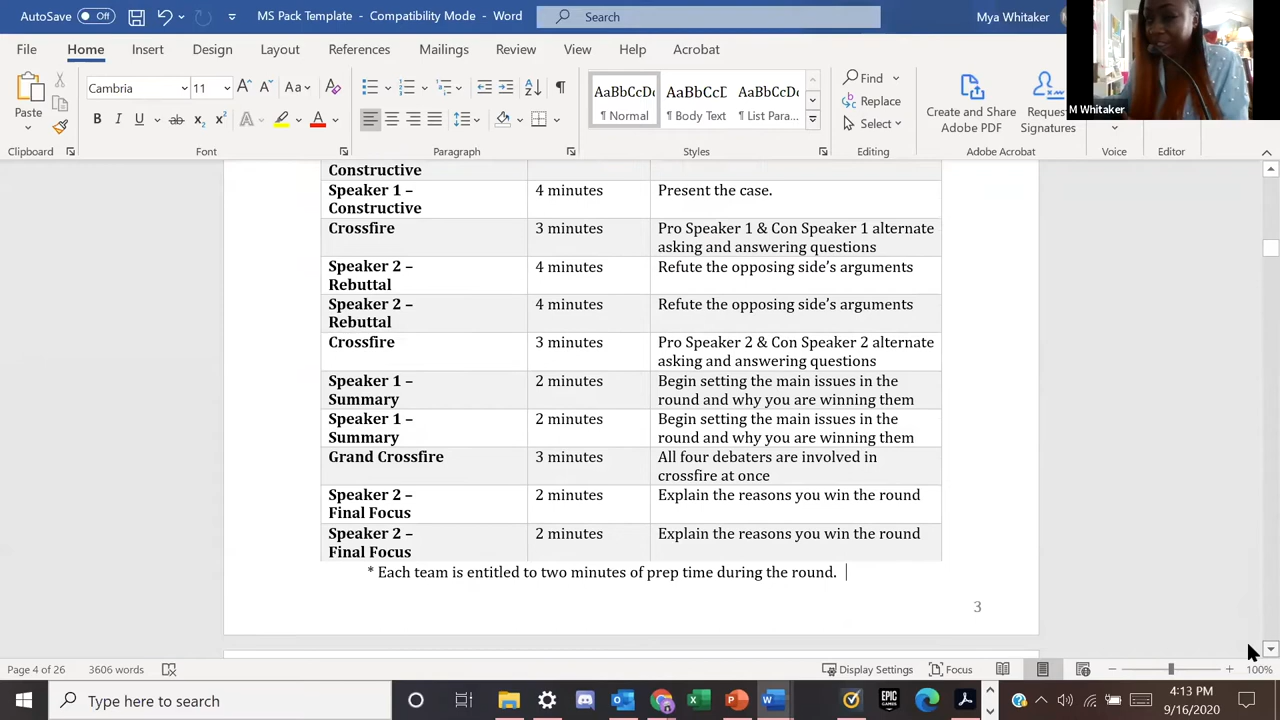 AutoSave Off MS Pack Template - Compatibility Mode - Word Search Mya Whitaker
File Home Insert Design Layout References Mailings Review View Help Acrobat
M Whitaker
Paste
Cambria 11
Aa
B I U ab x₂ x² A A
AaBbCcDc AaBbCcD AaBbCcDc
¶ Normal ¶ Body Text ¶ List Para...
Find
Replace
Select
Create and Share Adobe PDF
Request Signatures
Clipboard Font Paragraph Styles Editing Adobe Acrobat Voice Editor
Constructive
Speaker 1 – 4 minutes Present the case.
Constructive
Crossfire 3 minutes Pro Speaker 1 & Con Speaker 1 alternate
asking and answering questions
Speaker 2 – 4 minutes Refute the opposing side’s arguments
Rebuttal
Speaker 2 – 4 minutes Refute the opposing side’s arguments
Rebuttal
Crossfire 3 minutes Pro Speaker 2 & Con Speaker 2 alternate
asking and answering questions
Speaker 1 – 2 minutes Begin setting the main issues in the
Summary round and why you are winning them
Speaker 1 – 2 minutes Begin setting the main issues in the
Summary round and why you are winning them
Grand Crossfire 3 minutes All four debaters are involved in
crossfire at once
Speaker 2 – 2 minutes Explain the reasons you win the round
Final Focus
Speaker 2 – 2 minutes Explain the reasons you win the round
Final Focus
* Each team is entitled to two minutes of prep time during the round.
3
Page 4 of 26 3606 words Display Settings Focus 100%
Type here to search EPIC GAMES 4:13 PM
9/16/2020